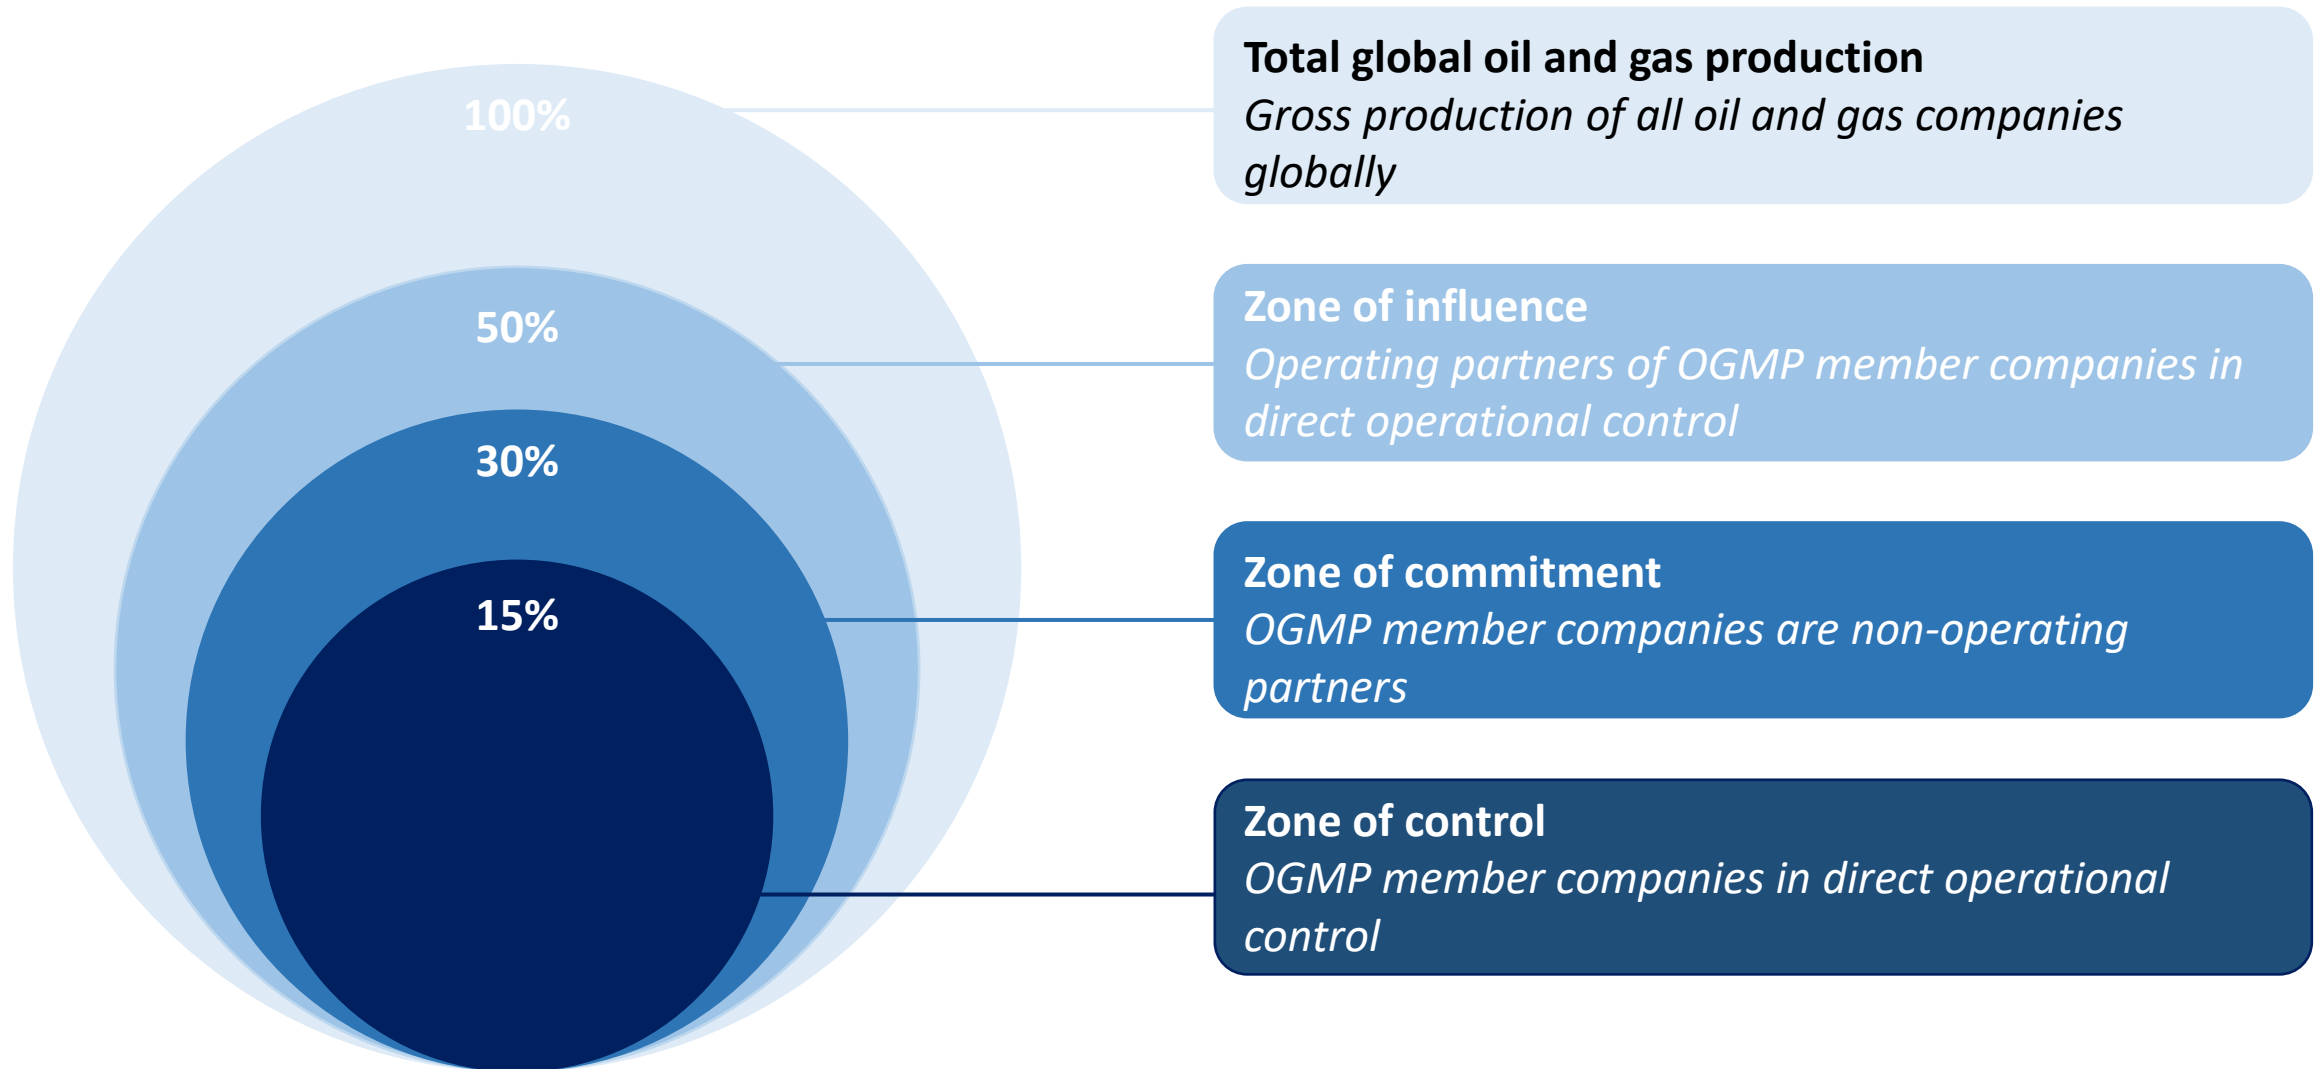 100%
50%
30%
15%
Total global oil and gas production
Gross production of all oil and gas companies
globally
Zone of influence
Operating partners of OGMP member companies in
direct operational control
Zone of commitment
OGMP member companies are non-operating
partners
Zone of control
OGMP member companies in direct operational
control